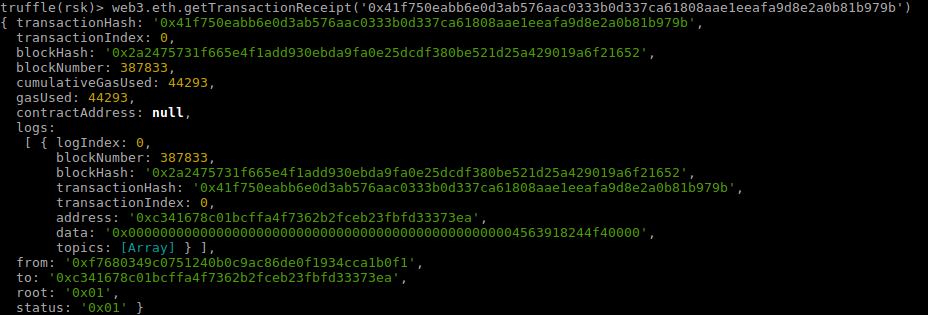 truffle(rsk)> web3.eth.getTransactionReceipt('0x41f750eabb6e0d3ab576aac0333b0d337ca61808aae1eeafa9d8e2a0b81b979b')
{ transactionHash: '0x41f750eabb6e0d3ab576aac0333b0d337ca61808aae1eeafa9d8e2a0b81b979b',
  transactionIndex: 0,
  blockHash: '0x2a2475731f665e4f1add930ebda9fa0e25dcdf380be521d25a429019a6f21652',
  blockNumber: 387833,
  cumulativeGasUsed: 44293,
  gasUsed: 44293,
  contractAddress: null,
  logs:
   [ { logIndex: 0,
       blockNumber: 387833,
       blockHash: '0x2a2475731f665e4f1add930ebda9fa0e25dcdf380be521d25a429019a6f21652',
       transactionHash: '0x41f750eabb6e0d3ab576aac0333b0d337ca61808aae1eeafa9d8e2a0b81b979b',
       transactionIndex: 0,
       address: '0xc341678c01bcffa4f7362b2fceb23fbfd33373ea',
       data: '0x0000000000000000000000000000000000000000000000004563918244f40000',
       topics: [Array] } ],
  from: '0xf7680349c0751240b0c9ac86de0f1934cca1b0f1',
  to: '0xc341678c01bcffa4f7362b2fceb23fbfd33373ea',
  root: '0x01',
  status: '0x01' }